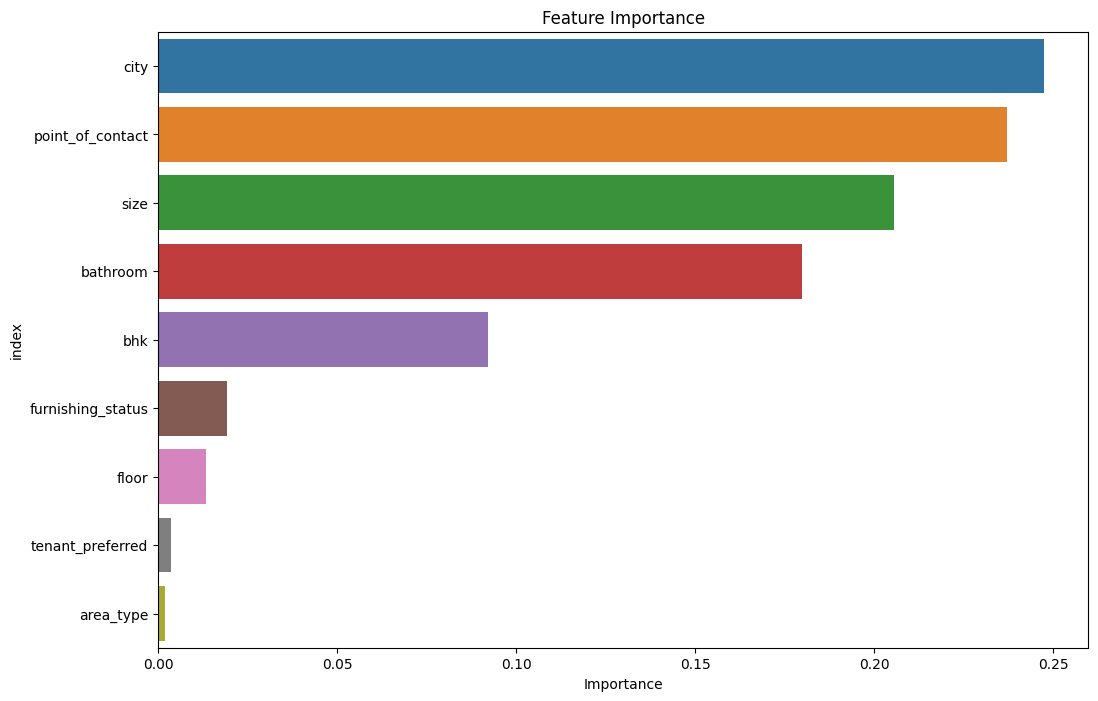 Feature Importance
city
point_of_contact
size
bathroom
bhk
furnishing_status
floor
tenant_preferred
area_type
index
0.00 0.05 0.10 0.15 0.20 0.25
Importance